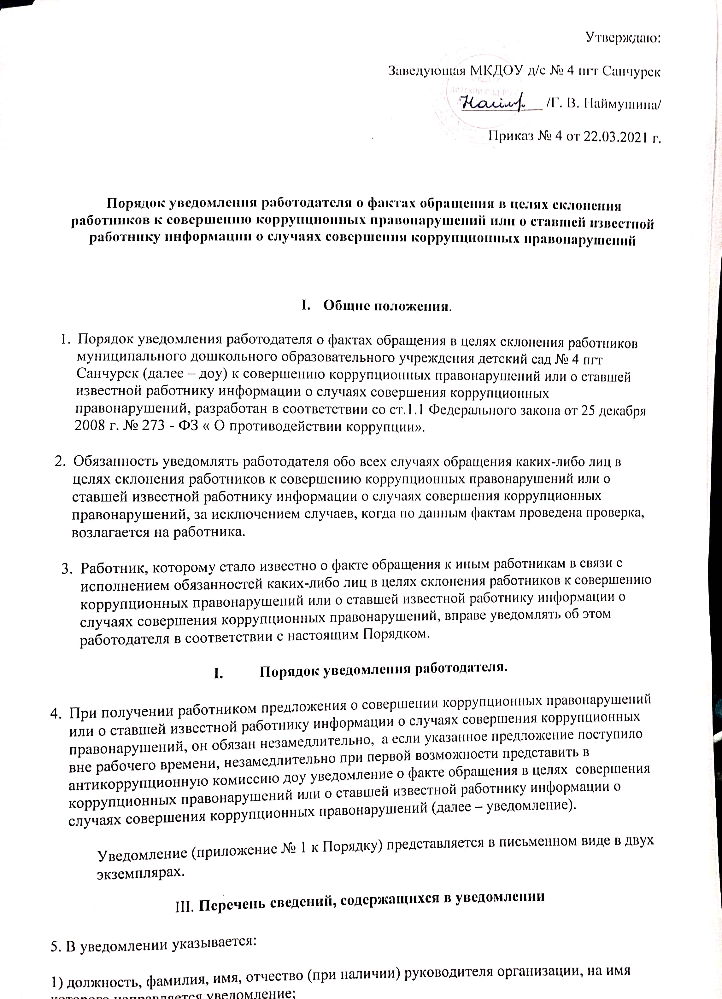 Утверждаю:
Заведующая МКДОУ д/с № 4 пгт Санчурск
/Г. В. Наймушина/
Приказ № 4 от 22.03.2021 г.
Порядок уведомления работодателя о фактах обращения в целях склонения
работников к совершению коррупционных правонарушений или о ставшей известной
работнику информации о случаях совершения коррупционных правонарушений
I. Общие положения.
1. Порядок уведомления работодателя о фактах обращения в целях склонения работников
муниципального дошкольного образовательного учреждения детский сад № 4 пгт
Санчурск (далее – доу) к совершению коррупционных правонарушений или о ставшей
известной работнику информации о случаях совершения коррупционных
правонарушений, разработан в соответствии со ст.1.1 Федерального закона от 25 декабря
2008 г. № 273 - ФЗ « О противодействии коррупции».
2. Обязанность уведомлять работодателя обо всех случаях обращения каких-либо лиц в
целях склонения работников к совершению коррупционных правонарушений или о
ставшей известной работнику информации о случаях совершения коррупционных
правонарушений, за исключением случаев, когда по данным фактам проведена проверка,
возлагается на работника.
3. Работник, которому стало известно о факте обращения к иным работникам в связи с
исполнением обязанностей каких-либо лиц в целях склонения работников к совершению
коррупционных правонарушений или о ставшей известной работнику информации о
случаях совершения коррупционных правонарушений, вправе уведомлять об этом
работодателя в соответствии с настоящим Порядком.
I. Порядок уведомления работодателя.
4. При получении работником предложения о совершении коррупционных правонарушений
или о ставшей известной работнику информации о случаях совершения коррупционных
правонарушений, он обязан незамедлительно, а если указанное предложение поступило
вне рабочего времени, незамедлительно при первой возможности представить в
антикоррупционную комиссию доу уведомление о факте обращения в целях совершения
коррупционных правонарушений или о ставшей известной работнику информации о
случаях совершения коррупционных правонарушений (далее – уведомление).
Уведомление (приложение № 1 к Порядку) представляется в письменном виде в двух
экземплярах.
III. Перечень сведений, содержащихся в уведомлении
5. В уведомлении указывается:
1) должность, фамилия, имя, отчество (при наличии) руководителя организации, на имя
которого направляется уведомление;